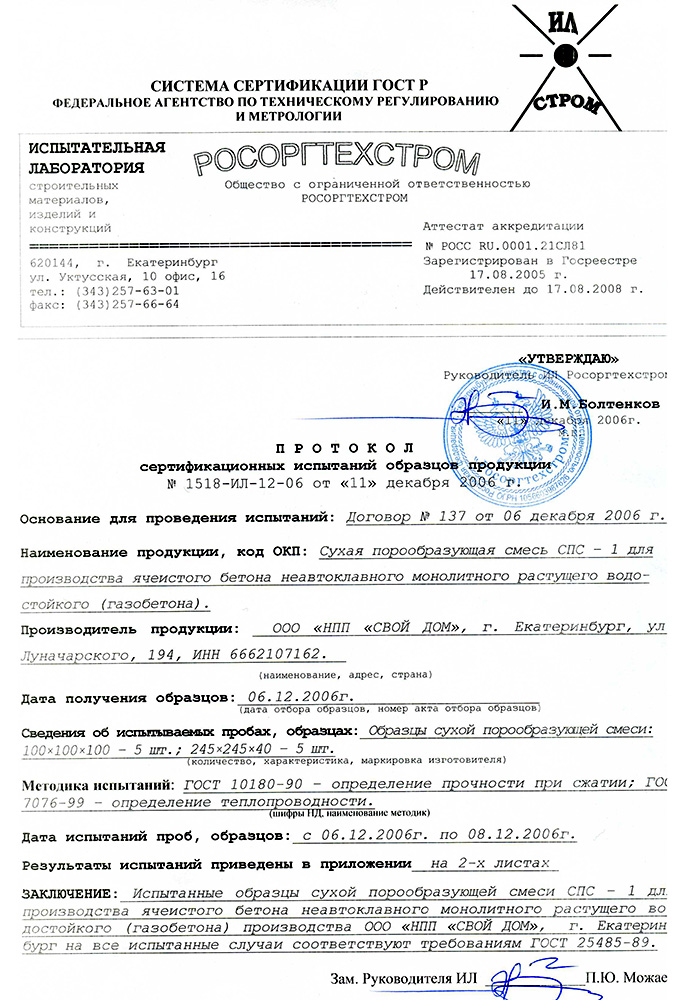 ИЛ
СТРОМ
СИСТЕМА СЕРТИФИКАЦИИ ГОСТ Р
ФЕДЕРАЛЬНОЕ АГЕНТСТВО ПО ТЕХНИЧЕСКОМУ РЕГУЛИРОВАНИЮ
И МЕТРОЛОГИИ
ИСПЫТАТЕЛЬНАЯ
ЛАБОРАТОРИЯ
строительных
материалов,
изделий и
конструкций
РОСОРГТЕХСТРОМ
Общество с ограниченной ответственностью
РОСОРГТЕХСТРОМ
620144, г. Екатеринбург
ул. Уктусская, 10 офис, 16
тел.: (343)257-63-01
факс: (343)257-66-64
Аттестат аккредитации
№ РОСС RU.0001.21СЛ81
Зарегистрирован в Госреестре
17.08.2005 г.
Действителен до 17.08.2008 г.
«УТВЕРЖДАЮ»
Руководитель ИЛ Росоргтехстром
И.М.Болтенков
«11» декабря 2006г.
П Р О Т О К О Л
сертификационных испытаний образцов продукции
№ 1518-ИЛ-12-06 от «11» декабря 2006 г.
Основание для проведения испытаний: Договор № 137 от 06 декабря 2006 г.
Наименование продукции, код ОКП: Сухая порообразующая смесь СПС - 1 для
производства ячеистого бетона неавтоклавного монолитного растущего водо-
стойкого (газобетона).
Производитель продукции: ООО «НПП «СВОЙ ДОМ», г. Екатеринбург, ул
Луначарского, 194, ИНН 6662107162.
(наименование, адрес, страна)
Дата получения образцов: 06.12.2006г.
(дата отбора образцов, номер акта отбора образцов)
Сведения об испытываемых пробах, образцах: Образцы сухой порообразующей смеси:
100×100×100 - 5 шт.; 245×245×40 - 5 шт.
(количество, характеристика, маркировка изготовителя)
Методика испытаний: ГОСТ 10180-90 - определение прочности при сжатии; ГОС
7076-99 - определение теплопроводности.
(шифры НД, наименование методик)
Дата испытаний проб, образцов: с 06.12.2006г. по 08.12.2006г.
Результаты испытаний приведены в приложении на 2-х листах
ЗАКЛЮЧЕНИЕ: Испытанные образцы сухой порообразующей смеси СПС - 1 дл
производства ячеистого бетона неавтоклавного монолитного растущего во
достойкого (газобетона) производства ООО «НПП «СВОЙ ДОМ», г. Екатерин
бург на все испытанные случаи соответствуют требованиям ГОСТ 25485-89.
Зам. Руководителя ИЛ П.Ю. Можае